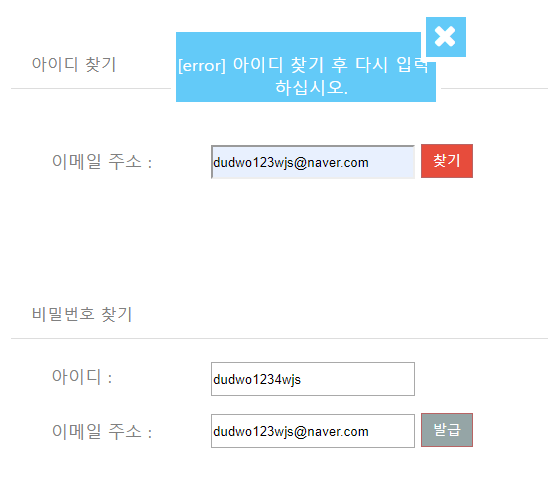 아이디 찾기
[error] 아이디 찾기 후 다시 입력
하십시오.
이메일 주소 : dudwo123wjs@naver.com 찾기
비밀번호 찾기
아이디 : dudwo1234wjs
이메일 주소 : dudwo123wjs@naver.com 발급